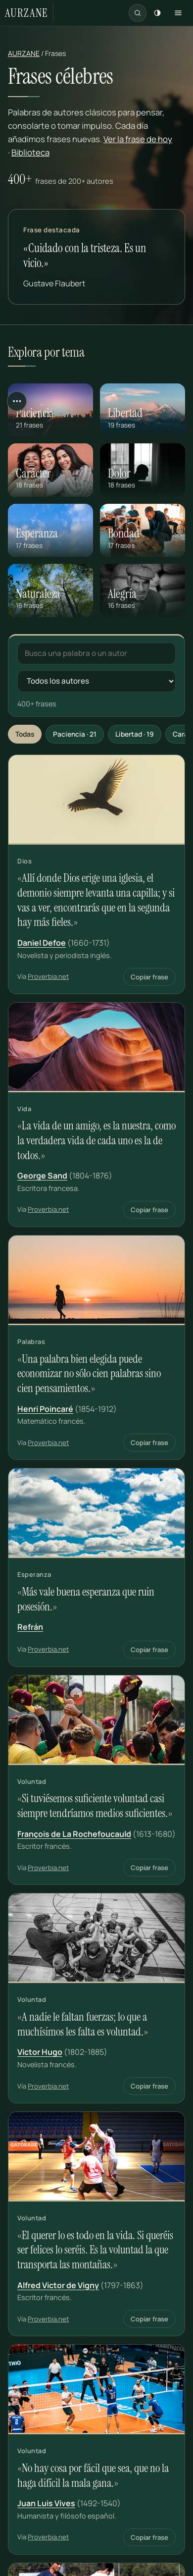 AURZANE
AURZANE / Frases
Frases célebres
Palabras de autores clásicos para pensar,
consolarte o tomar impulso. Cada día
añadimos frases nuevas. Ver la frase de hoy
· Biblioteca
400+ frases de 200+ autores
Frase destacada
«Cuidado con la tristeza. Es un
vicio.»
Gustave Flaubert
Explora por tema
Paciencia
21 frases
Libertad
19 frases
Carácter
18 frases
Dolor
18 frases
Esperanza
17 frases
Bondad
17 frases
Naturaleza
16 frases
Alegría
16 frases
Busca una palabra o un autor
Todos los autores
400+ frases
Todas
Paciencia · 21
Libertad · 19
Dios
«Allí donde Dios erige una iglesia, el
demonio siempre levanta una capilla; y si
vas a ver, encontrarás que en la segunda
hay más fieles.»
Daniel Defoe (1660-1731)
Novelista y periodista inglés.
Vía Proverbia.net
Copiar frase
Vida
«La vida de un amigo, es la nuestra, como
la verdadera vida de cada uno es la de
todos.»
George Sand (1804-1876)
Escritora francesa.
Vía Proverbia.net
Copiar frase
Palabras
«Una palabra bien elegida puede
economizar no sólo cien palabras sino
cien pensamientos.»
Henri Poincaré (1854-1912)
Matemático francés.
Vía Proverbia.net
Copiar frase
Esperanza
«Más vale buena esperanza que ruin
posesión.»
Refrán
Vía Proverbia.net
Copiar frase
Voluntad
«Si tuviésemos suficiente voluntad casi
siempre tendríamos medios suficientes.»
François de La Rochefoucauld (1613-1680)
Escritor francés.
Vía Proverbia.net
Copiar frase
Voluntad
«A nadie le faltan fuerzas; lo que a
muchísimos les falta es voluntad.»
Victor Hugo (1802-1885)
Novelista francés.
Vía Proverbia.net
Copiar frase
Voluntad
«El querer lo es todo en la vida. Si queréis
ser felices lo seréis. Es la voluntad la que
transporta las montañas.»
Alfred Victor de Vigny (1797-1863)
Escritor francés.
Vía Proverbia.net
Copiar frase
Voluntad
«No hay cosa por fácil que sea, que no la
haga difícil la mala gana.»
Juan Luis Vives (1492-1540)
Humanista y filósofo español.
Vía Proverbia.net
Copiar frase